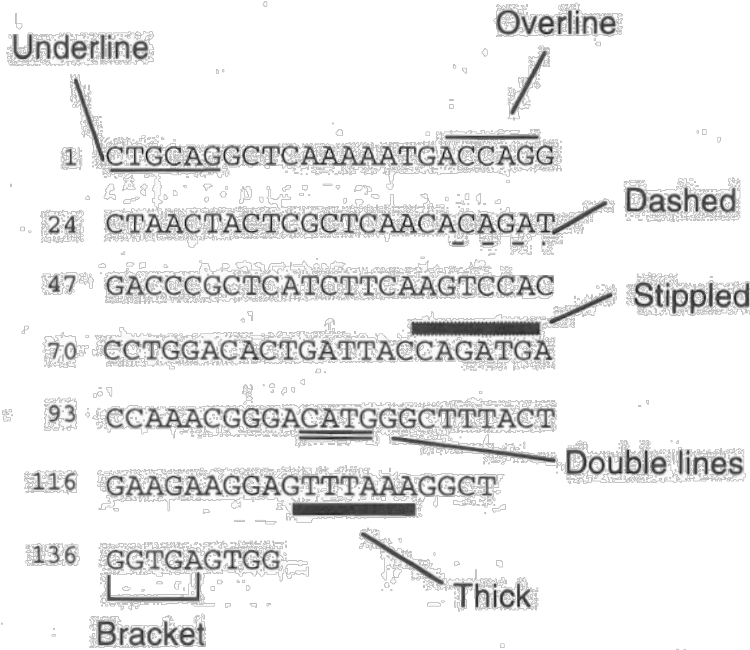 Underline
Overline
1 CTGCAGGCTCAAAAATGACCAGG
24 CTAACTACTCGCTCAACACAGAT
Dashed
47 GACCCGCTCATCTTCAAGTCCAC
Stippled
70 CCTGGACACTGATTACCAGATGA
93 CCAAACGGGACATGGGCTTTACT
Double lines
116 GAAGAAGGAGTTTAAAGGCT
136 GGTGAGTGG
Thick
Bracket